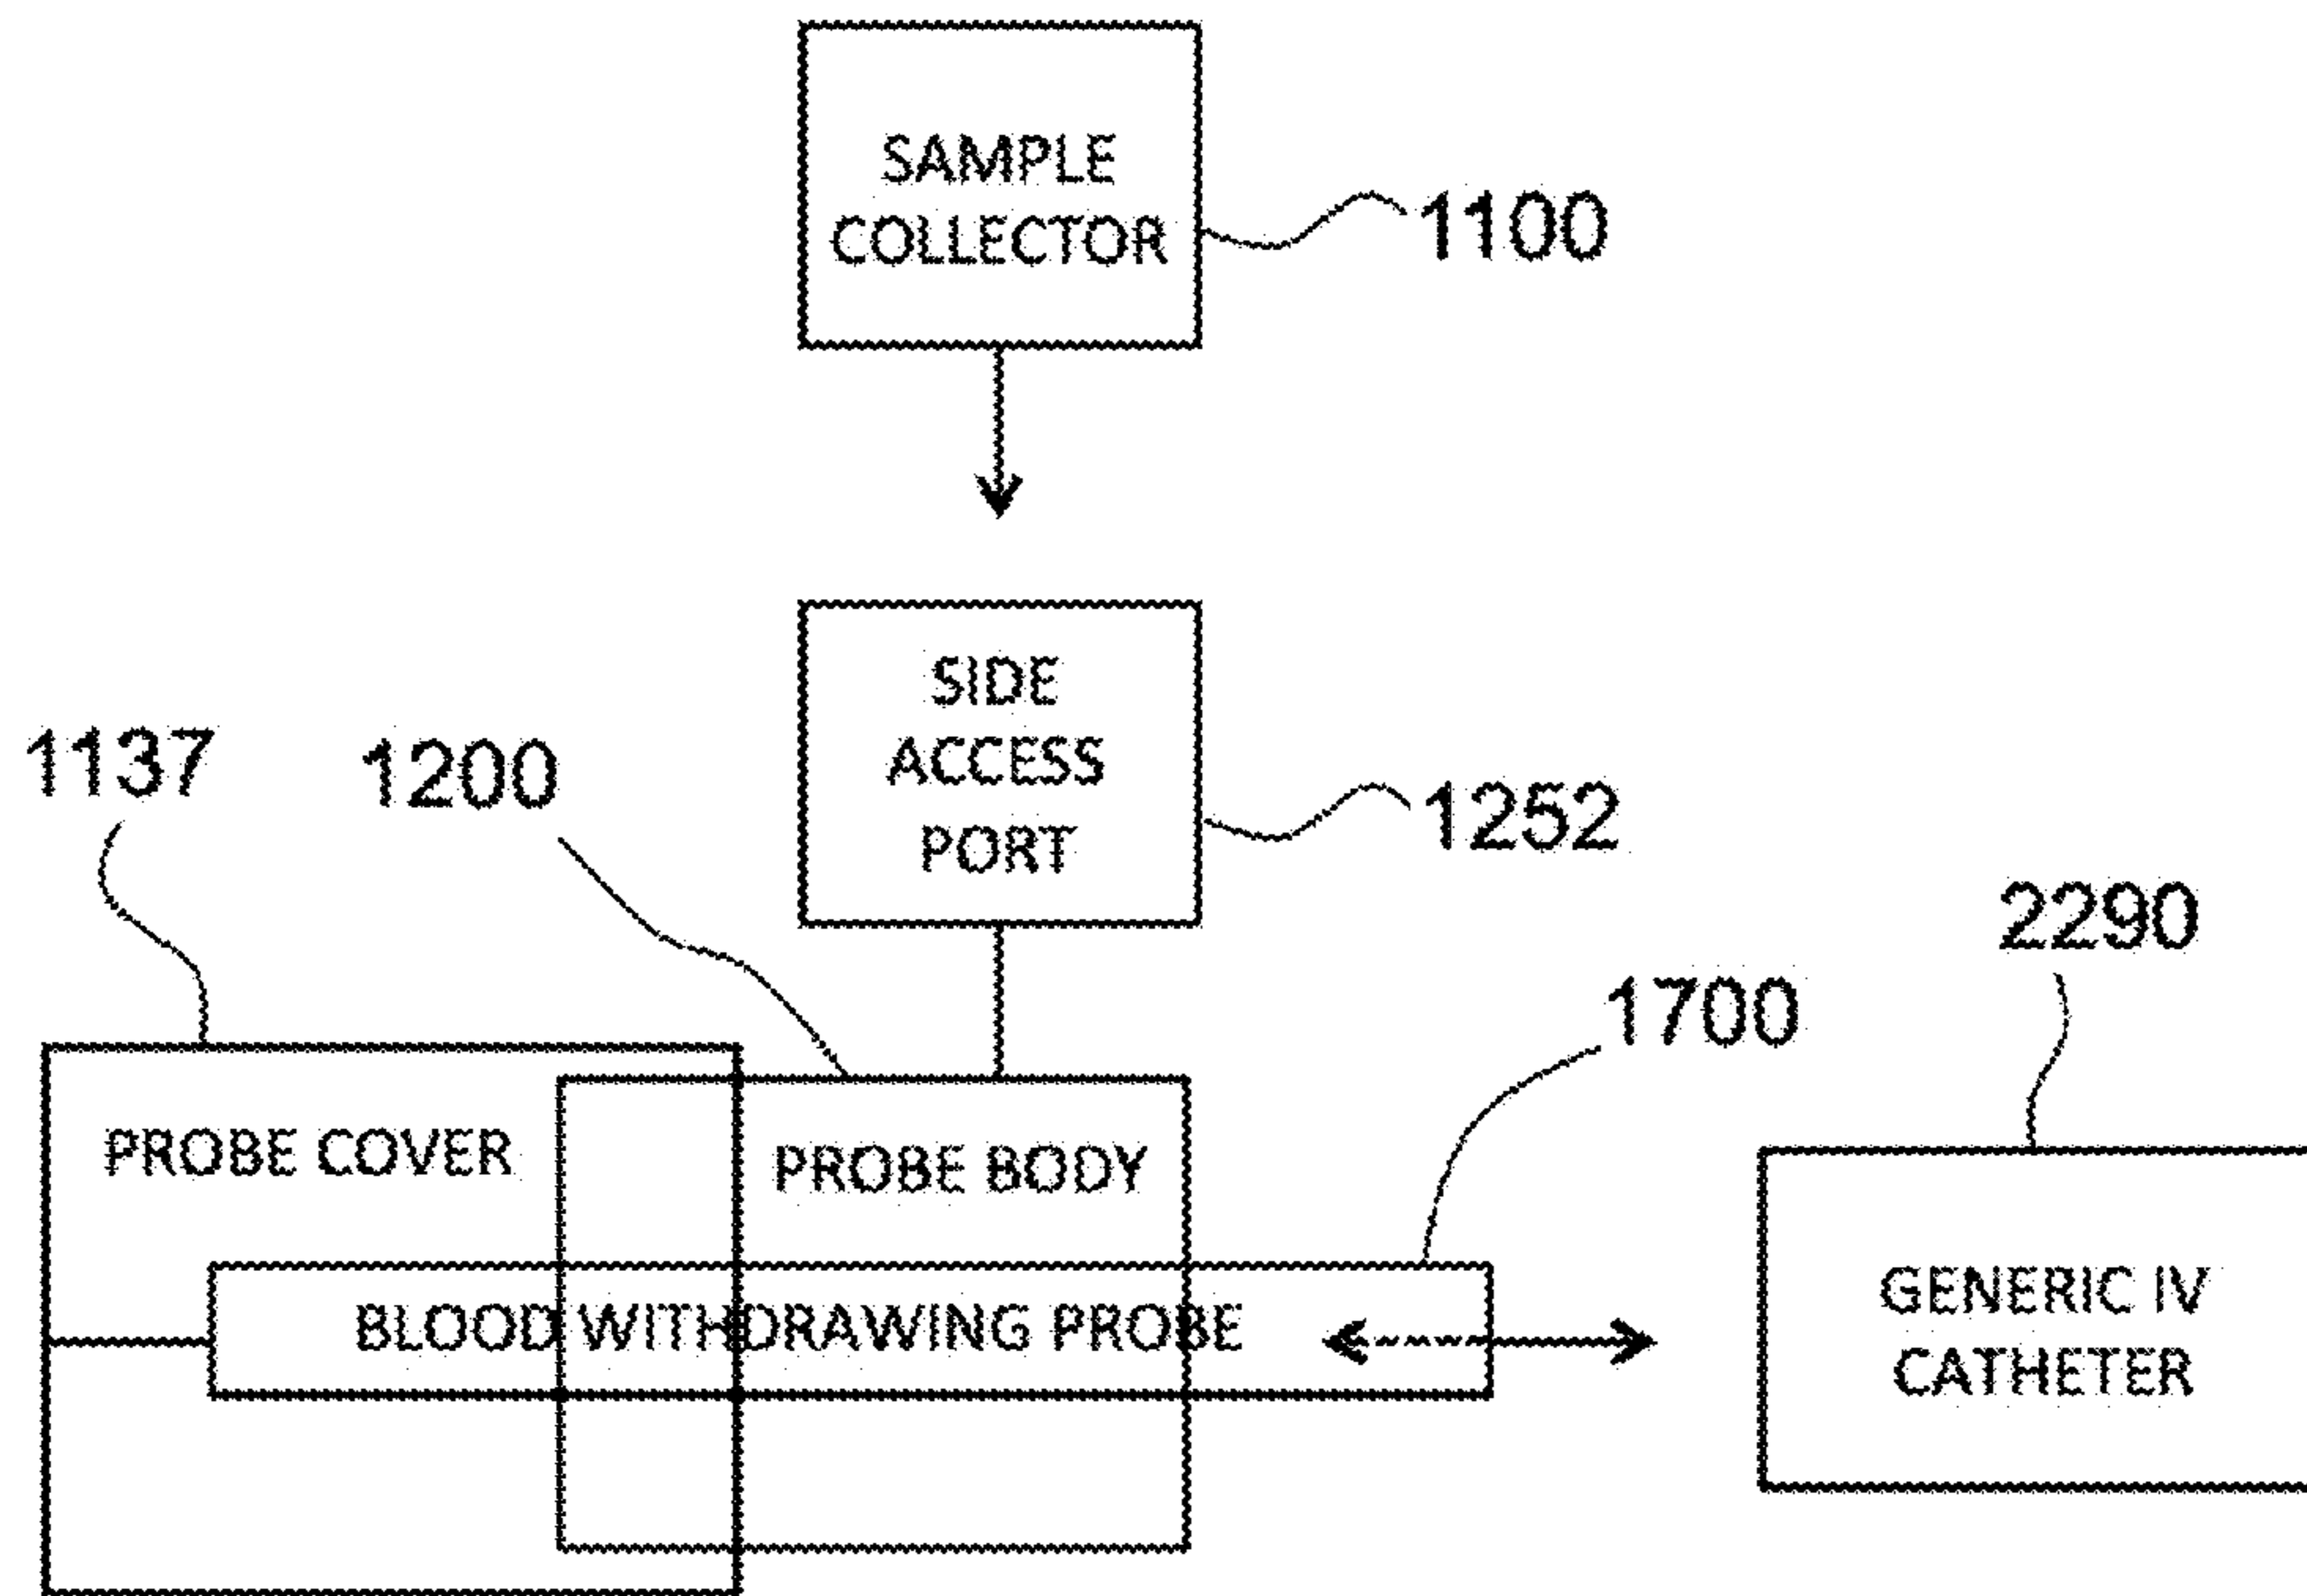 SAMPLE
COLLECTOR
1100
SIDE
ACCESS
PORT
1252
1137
1200
2290
1700
PROBE COVER
PROBE BODY
BLOOD WITHDRAWING PROBE
GENERIC IV
CATHETER